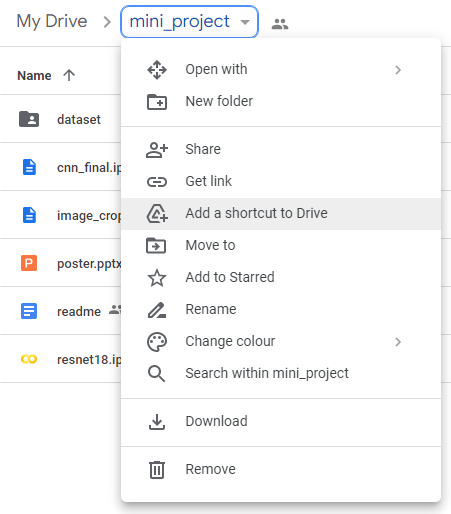 My Drive > mini_project
Name
Open with
New folder
dataset
Share
cnn_final.ip
Get link
image_crop
Add a shortcut to Drive
Move to
poster.pptx
Add to Starred
readme
Rename
Change colour
resnet18.ip
Search within mini_project
Download
Remove